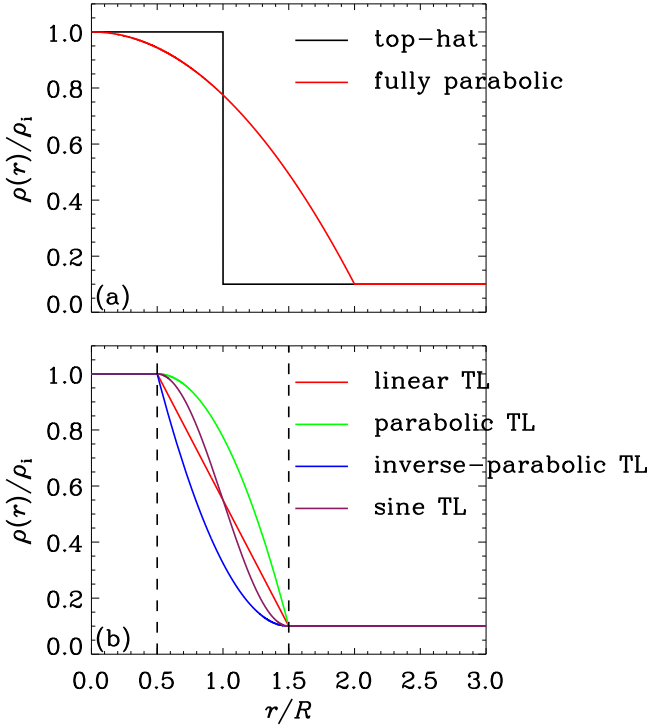 1.0
0.8
0.6
0.4
0.2
0.0
ρ(r)/ρi
top-hat
fully parabolic
(a)
1.0
0.8
0.6
0.4
0.2
0.0
ρ(r)/ρi
linear TL
parabolic TL
inverse-parabolic TL
sine TL
(b)
0.0 0.5 1.0 1.5 2.0 2.5 3.0
r/R